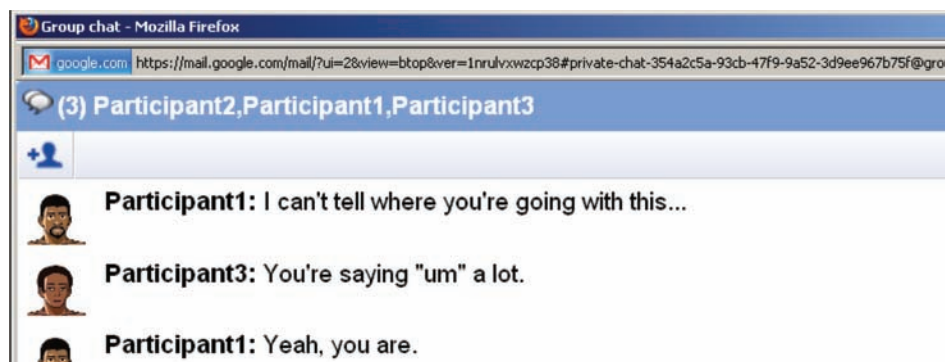 Group chat - Mozilla Firefox
google.com https://mail.google.com/mail/?ui=2&view=btop&ver=1nrulvxwzcp38#private-chat-354a2c5a-93cb-47f9-9a52-3d9ee967b75f@gro
(3) Participant2,Participant1,Participant3
Participant1: I can't tell where you're going with this...
Participant3: You're saying "um" a lot.
Participant1: Yeah, you are.